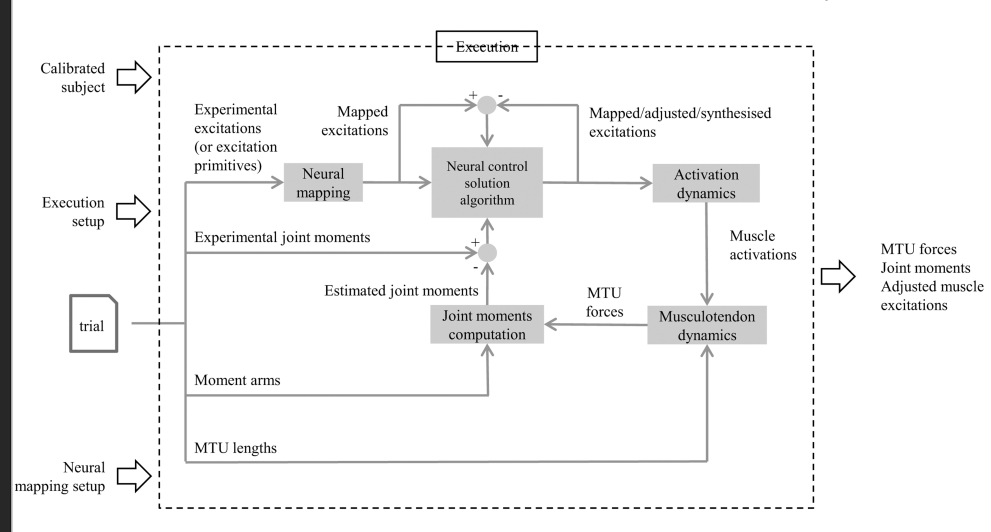 Execution
Calibrated
subject
Experimental
excitations
(or excitation
primitives)
Mapped
excitations
+
-
Mapped/adjusted/synthesised
excitations
Neural
mapping
Neural control
solution
algorithm
Activation
dynamics
Execution
setup
Experimental joint moments
+
-
Muscle
activations
MTU forces
Joint moments
Adjusted muscle
excitations
Estimated joint moments
MTU
forces
trial
Joint moments
computation
Musculotendon
dynamics
Moment arms
MTU lengths
Neural
mapping setup